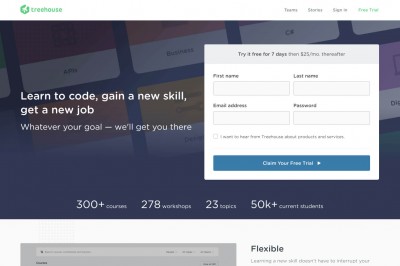 treehouse
Teams
Stories
Sign In
Free Trial
Try it free for 7 days then $25/mo. thereafter
First name
Last name
Email address
Password
I want to hear from Treehouse about products and services.
Claim Your Free Trial
Learn to code, gain a new skill,
get a new job
Whatever your goal — we'll get you there
APIs
Business
C#
300+ courses
278 workshops
23 topics
50k+ current students
Flexible
Learning a new skill doesn't have to interrupt your